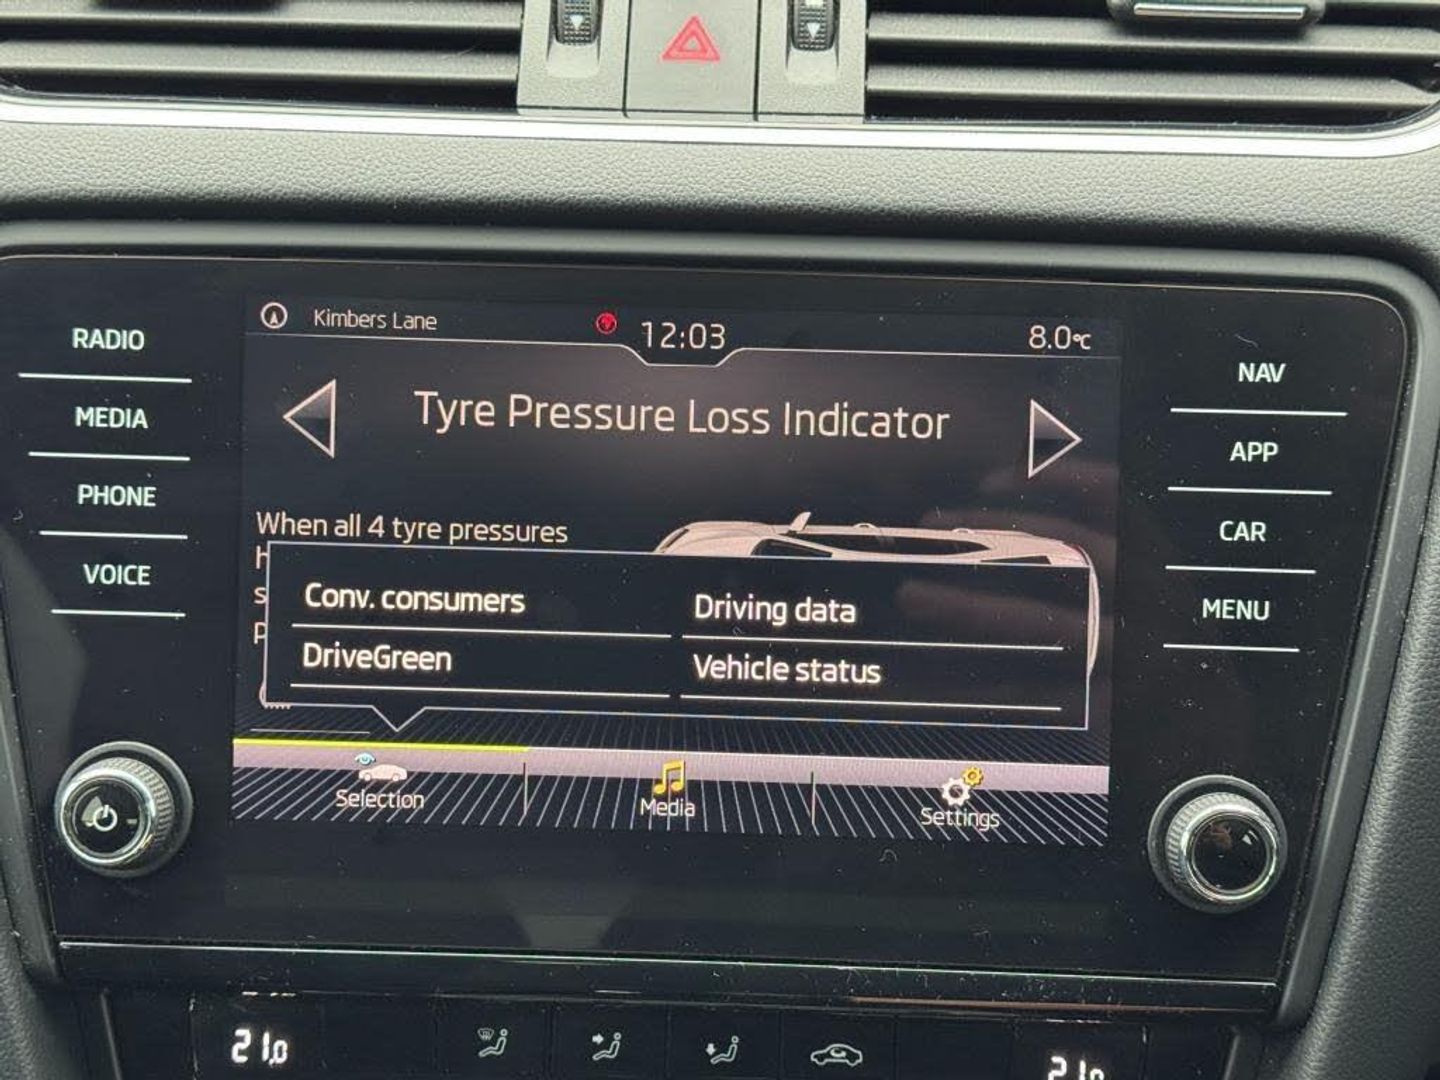 Kimbers Lane 12:03 8.0°C
RADIO
MEDIA
PHONE
VOICE
Tyre Pressure Loss Indicator
When all 4 tyre pressures
Conv. consumers
Driving data
DriveGreen
Vehicle status
Selection
Media
Settings
NAV
APP
CAR
MENU
21.0
21.0